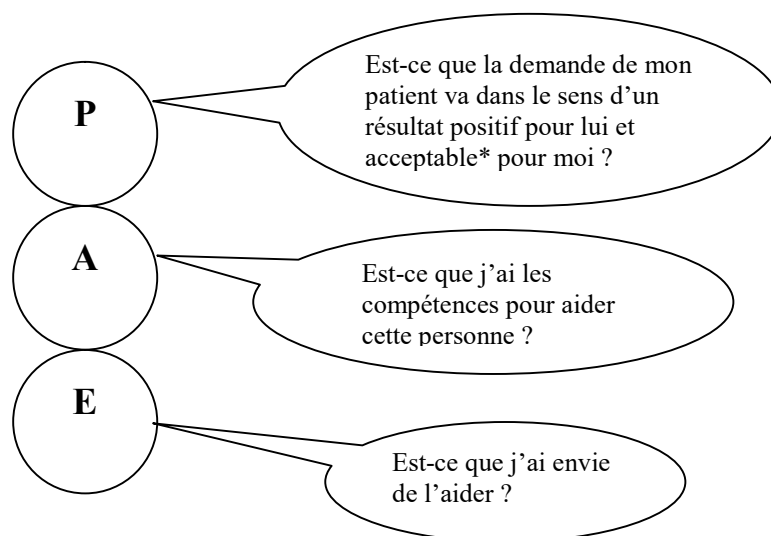 P
Est-ce que la demande de mon
patient va dans le sens d’un
résultat positif pour lui et
acceptable* pour moi ?
A
Est-ce que j’ai les
compétences pour aider
cette personne ?
E
Est-ce que j’ai envie
de l’aider ?